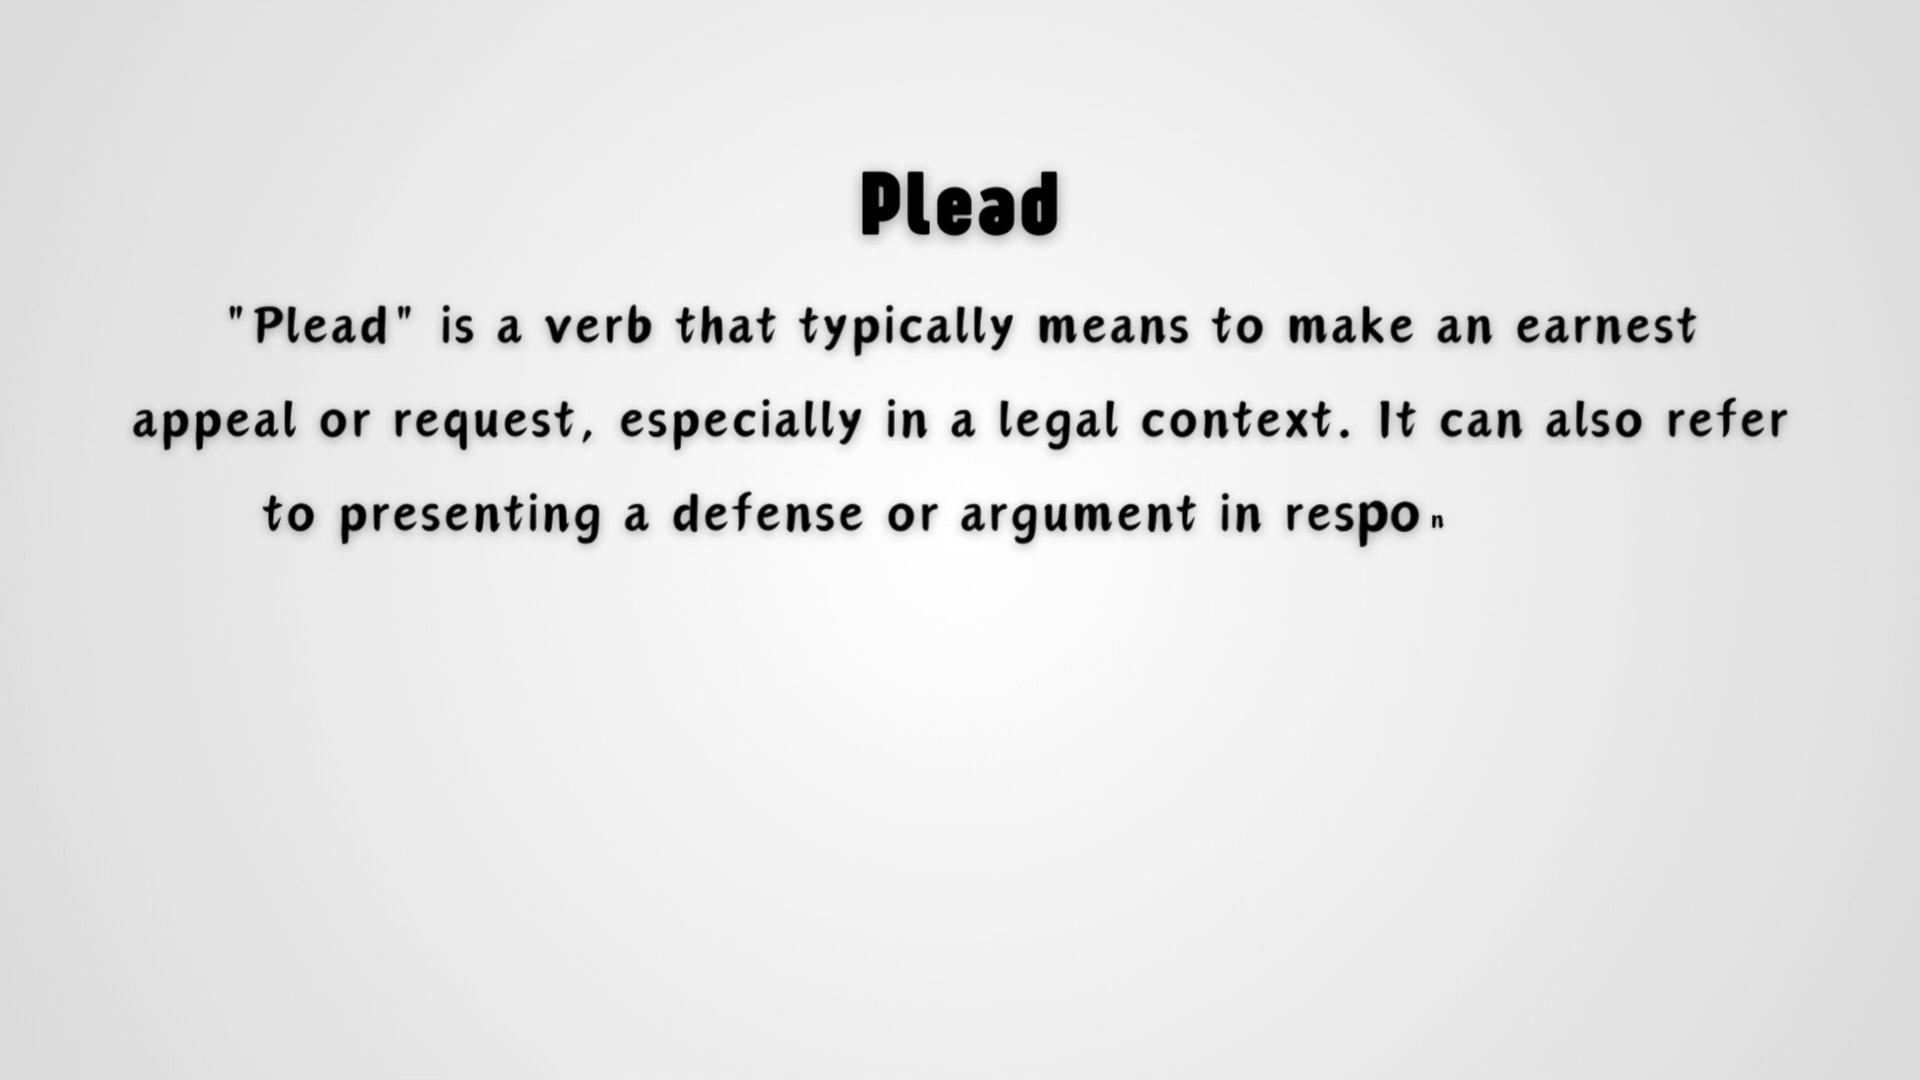 Plead
"Plead" is a verb that typically means to make an earnest
appeal or request, especially in a legal context. It can also refer
to presenting a defense or argument in respon